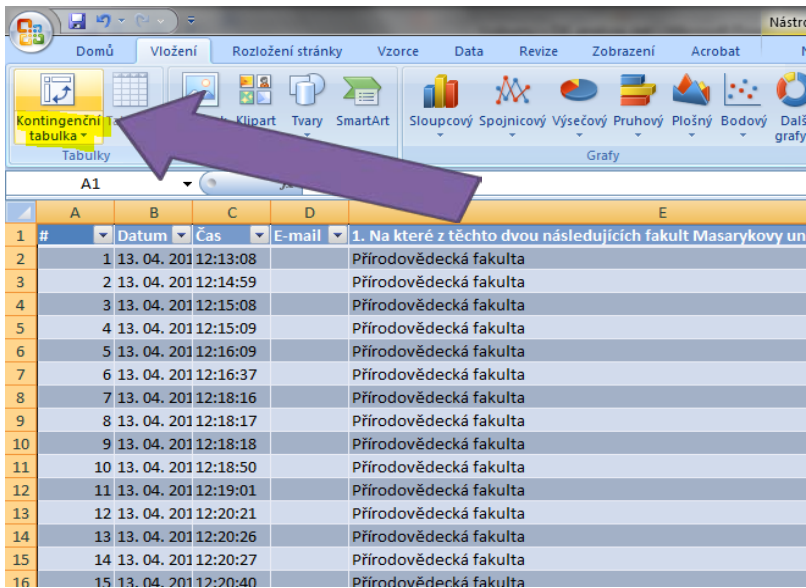 Nástro
Domů Vložení Rozložení stránky Vzorce Data Revize Zobrazení Acrobat
Kontingenční tabulka Klipart Tvary SmartArt Sloupcový Spojnicový Výsečový Pruhový Plošný Bodový Dalš grafy
Tabulky Grafy
A1
A B C D E
1 # Datum Čas E-mail 1. Na které z těchto dvou následujících fakult Masarykovy un
2 1 13. 04. 201 12:13:08 Přírodovědecká fakulta
3 2 13. 04. 201 12:14:59 Přírodovědecká fakulta
4 3 13. 04. 201 12:15:08 Přírodovědecká fakulta
5 4 13. 04. 201 12:15:09 Přírodovědecká fakulta
6 5 13. 04. 201 12:16:09 Přírodovědecká fakulta
7 6 13. 04. 201 12:16:37 Přírodovědecká fakulta
8 7 13. 04. 201 12:18:16 Přírodovědecká fakulta
9 8 13. 04. 201 12:18:17 Přírodovědecká fakulta
10 9 13. 04. 201 12:18:18 Přírodovědecká fakulta
11 10 13. 04. 201 12:18:50 Přírodovědecká fakulta
12 11 13. 04. 201 12:19:01 Přírodovědecká fakulta
13 12 13. 04. 201 12:20:21 Přírodovědecká fakulta
14 13 13. 04. 201 12:20:26 Přírodovědecká fakulta
15 14 13. 04. 201 12:20:27 Přírodovědecká fakulta
16 15 13. 04. 201 12:20:40 Přírodovědecká fakulta